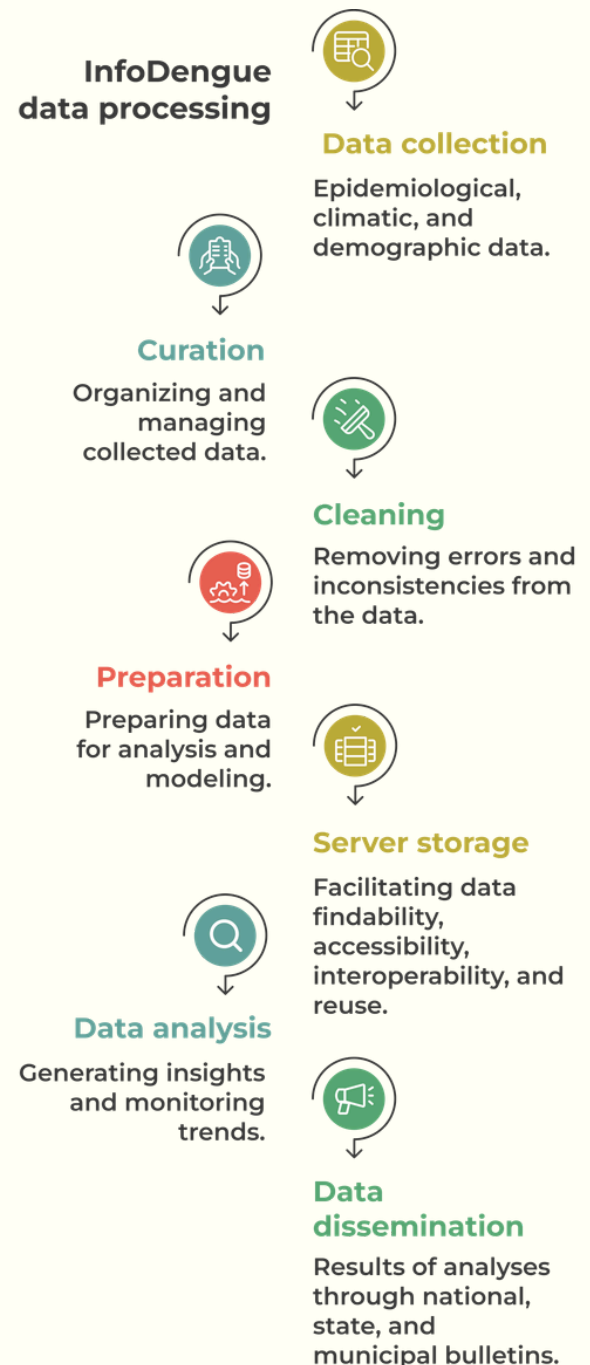 InfoDengue
data processing
Data collection
Epidemiological,
climatic, and
demographic data.
Curation
Organizing and
managing
collected data.
Cleaning
Removing errors and
inconsistencies from
the data.
Preparation
Preparing data
for analysis and
modeling.
Server storage
Facilitating data
findability,
accessibility,
interoperability, and
reuse.
Data analysis
Generating insights
and monitoring
trends.
Data
dissemination
Results of analyses
through national,
state, and
municipal bulletins.